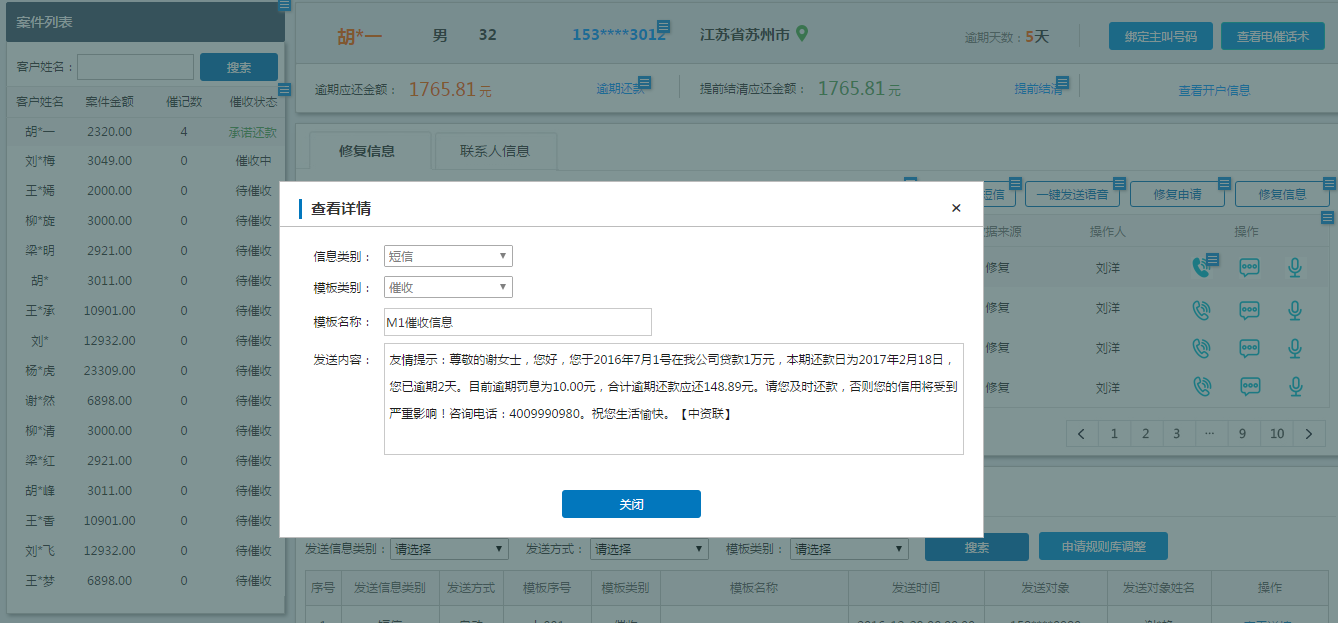 案件列表
客户姓名： 搜索
客户姓名 案件金额 催记数 催收状态
胡*一 2320.00 4 承诺还款
刘*梅 3049.00 0 催收中
王*嫣 2000.00 0 待催收
柳*旋 3000.00 0 待催收
梁*明 2921.00 0 待催收
胡* 3011.00 0 待催收
王*承 10901.00 0 待催收
刘* 12932.00 0 待催收
杨*虎 23309.00 0 待催收
谢*然 6898.00 0 待催收
柳*清 3000.00 0 待催收
梁*红 2921.00 0 待催收
胡*峰 3011.00 0 待催收
王*香 10901.00 0 待催收
刘*飞 12932.00 0 待催收
王*梦 6898.00 0 待催收
胡*一 男 32 153****3012 江苏省苏州市 逾期天数：5天 绑定主叫号码 查看电催话术
逾期应还金额： 1765.81元 逾期还款 提前结清应还金额： 1765.81元 提前结清 查看开户信息
修复信息 联系人信息
短信 一键发送语音 修复申请 修复信息
据来源 操作人 操作
修复 刘洋
修复 刘洋
修复 刘洋
修复 刘洋
1 2 3 ··· 9 10
查看详情 ×
信息类别： 短信
模板类别： 催收
模板名称： M1催收信息
发送内容： 友情提示：尊敬的谢女士，您好，您于2016年7月1号在我公司贷款1万元，本期还款日为2017年2月18日，
您已逾期2天。目前逾期罚息为10.00元，合计逾期还款应还148.89元。请您及时还款，否则您的信用将受到
严重影响！咨询电话：4009990980。祝您生活愉快。【中资联】
关闭
发送信息类别： 请选择 发送方式： 请选择 模板类别： 请选择 搜索 申请规则库调整
序号 发送信息类别 发送方式 模板序号 模板类别 模板名称 发送时间 发送对象 发送对象姓名 操作